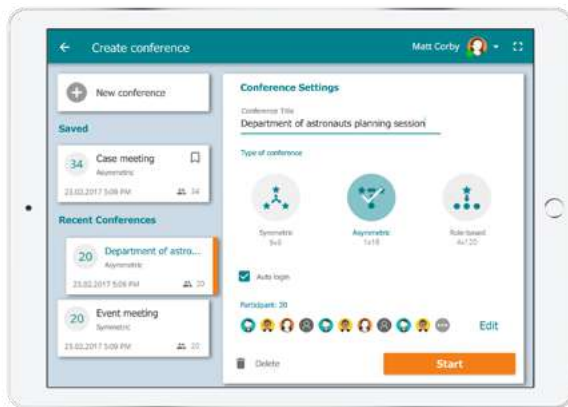 Create conference
Matt Corby
New conference
Saved
34
Case meeting
Asymmetric
23.02.2017 5:09 PM
34
Recent Conferences
20
Department of astro...
Asymmetric
23.02.2017 5:09 PM
20
20
Event meeting
Symmetric
23.02.2017 5:09 PM
20
Conference Settings
Conference Title
Department of astronauts planning session
Type of conference
Symmetric
Asymmetric
Role-based
1x19
4x120
Auto login
Participant: 20
Edit
Delete
Start